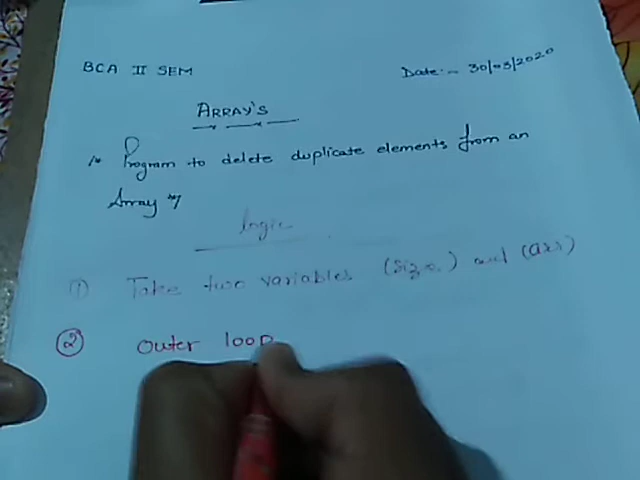 BCA II SEM
Date:- 30/03/2020
ARRAY'S
/* Program to delete duplicate elements from an
Array */
logic
① Take two variables (size) and (arr)
② Outer loop